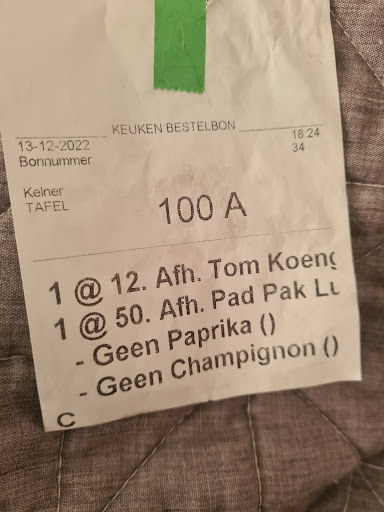 KEUKEN BESTELBON
13-12-2022 18:24
Bonnummer 34
Kelner
TAFEL 100 A
1 @ 12. Afh. Tom Koeng
1 @ 50. Afh. Pad Pak Lu
- Geen Paprika ()
- Geen Champignon ()
C